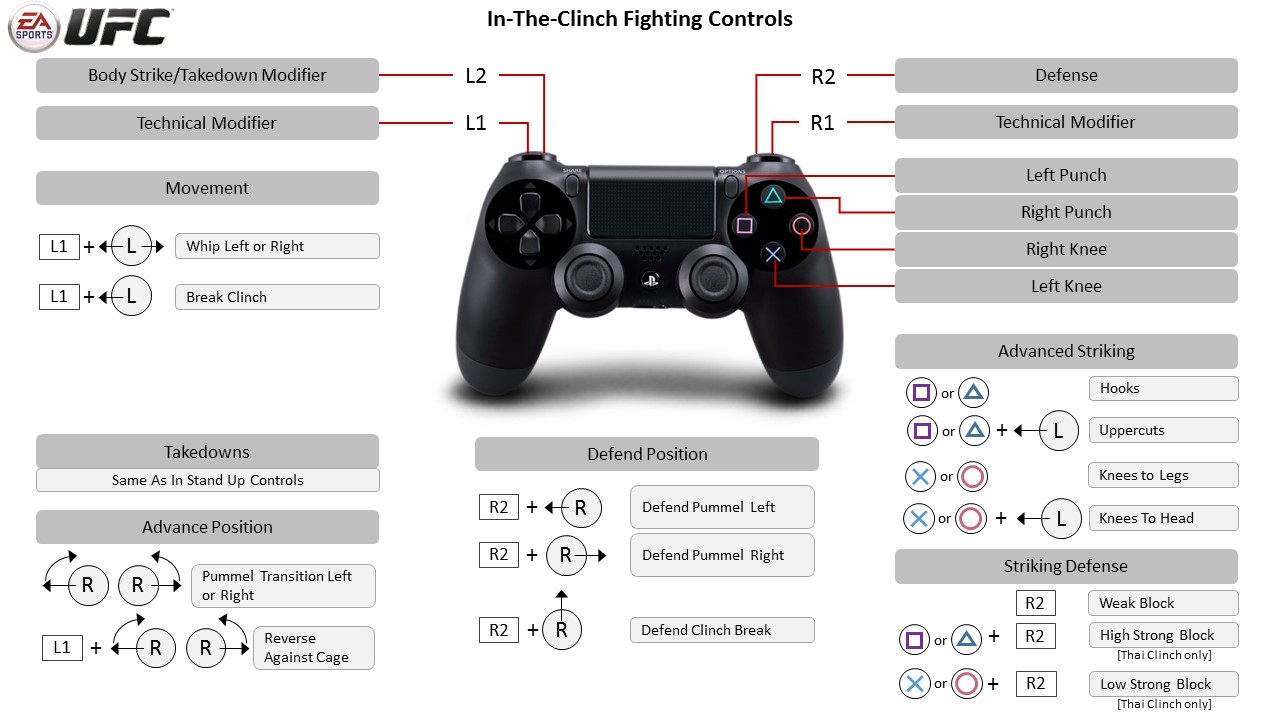 EA
SPORTS
UFC
In-The-Clinch Fighting Controls
Body Strike/Takedown Modifier
L2
R2
Defense
Technical Modifier
L1
R1
Technical Modifier
SHARE
OPTIONS
Left Punch
Right Punch
Right Knee
Left Knee
Movement
L1 + L Whip Left or Right
L1 + L Break Clinch
Takedowns
Same As In Stand Up Controls
Advance Position
R R Pummel Transition Left
or Right
L1 + R R Reverse
Against Cage
Defend Position
R2 + R Defend Pummel Left
R2 + R Defend Pummel Right
R2 + R Defend Clinch Break
Advanced Striking
or Hooks
or + L Uppercuts
or Knees to Legs
or + L Knees To Head
Striking Defense
R2 Weak Block
or + R2 High Strong Block
[Thai Clinch only]
or + R2 Low Strong Block
[Thai Clinch only]